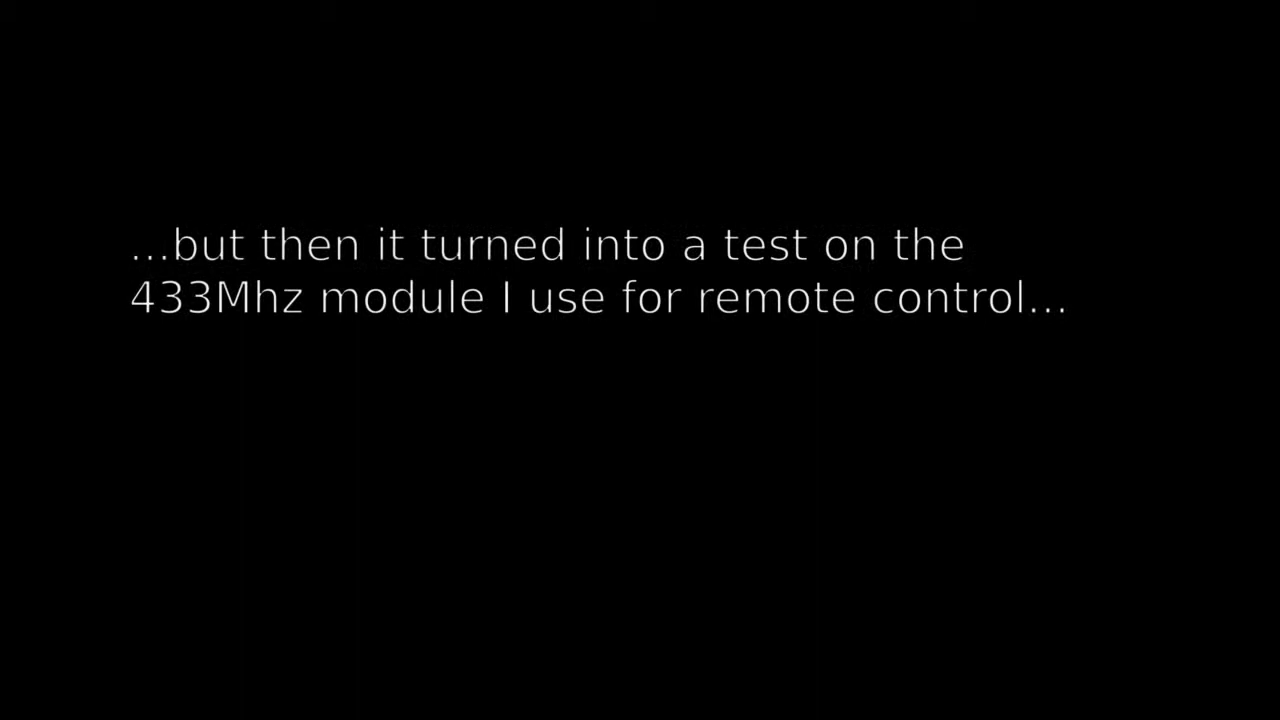 ...but then it turned into a test on the
433Mhz module I use for remote control...